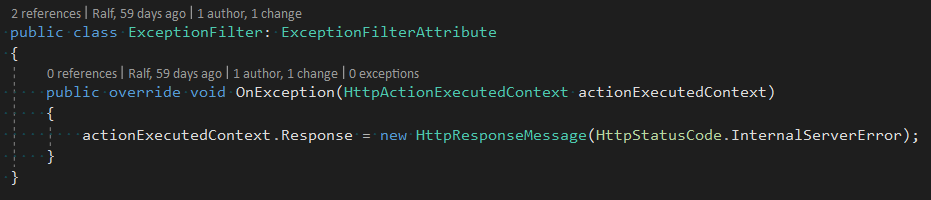 2 references | Ralf, 59 days ago | 1 author, 1 change
public class ExceptionFilter: ExceptionFilterAttribute
{
0 references | Ralf, 59 days ago | 1 author, 1 change | 0 exceptions
public override void OnException(HttpActionExecutedContext actionExecutedContext)
{
actionExecutedContext.Response = new HttpResponseMessage(HttpStatusCode.InternalServerError);
}
}